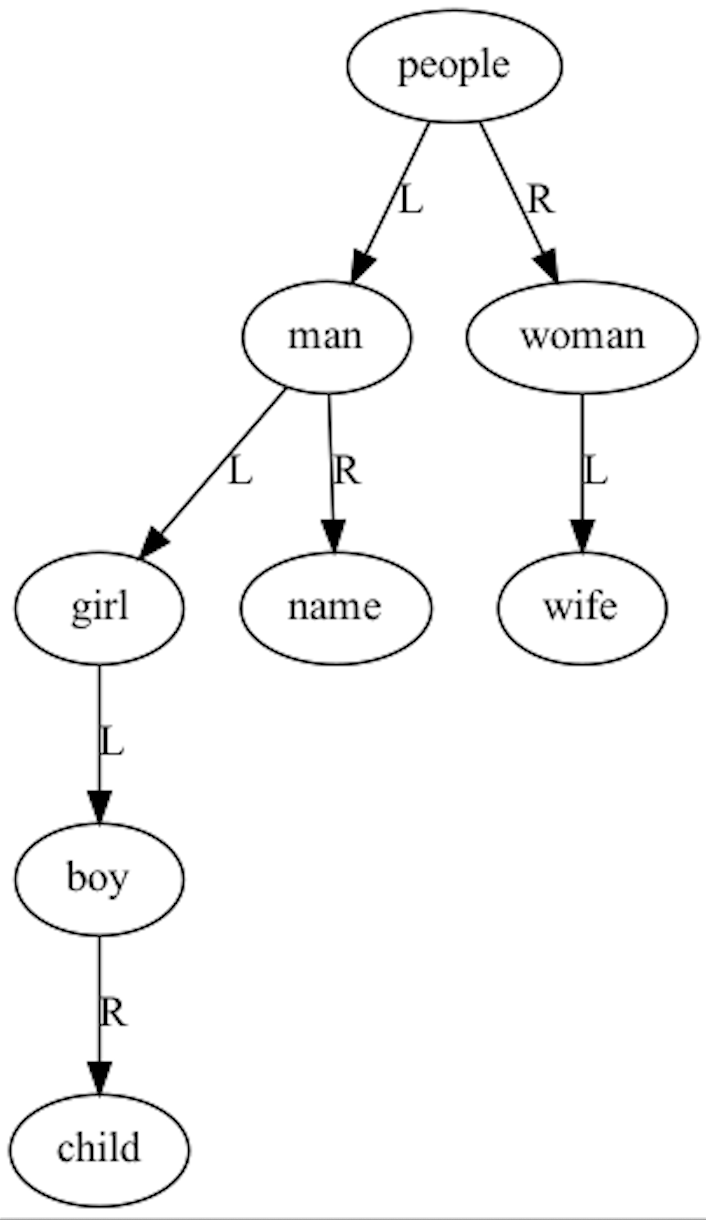 people
L R
man woman
L R L
girl name wife
L
boy
R
child